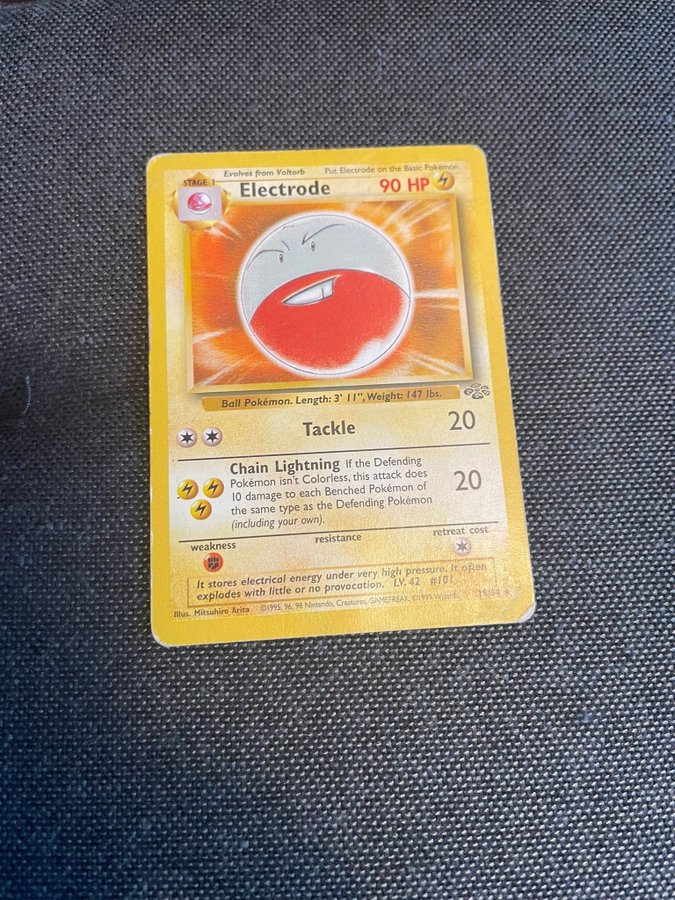 Evolves from Voltorb Put Electrode on the Basic Pokémon
STAGE 1 Electrode 90 HP
Ball Pokémon. Length: 3' 11", Weight: 147 lbs.
Tackle 20
Chain Lightning If the Defending
Pokémon isn't Colorless, this attack does
10 damage to each Benched Pokémon of
the same type as the Defending Pokémon
(including your own).
20
weakness resistance retreat cost
It stores electrical energy under very high pressure. It often
explodes with little or no provocation. LV. 42 #101
Illus. Mitsuhiro Arita ©1995, 96, 98 Nintendo, Creatures, GAMEFREAK. ©1999 18/64